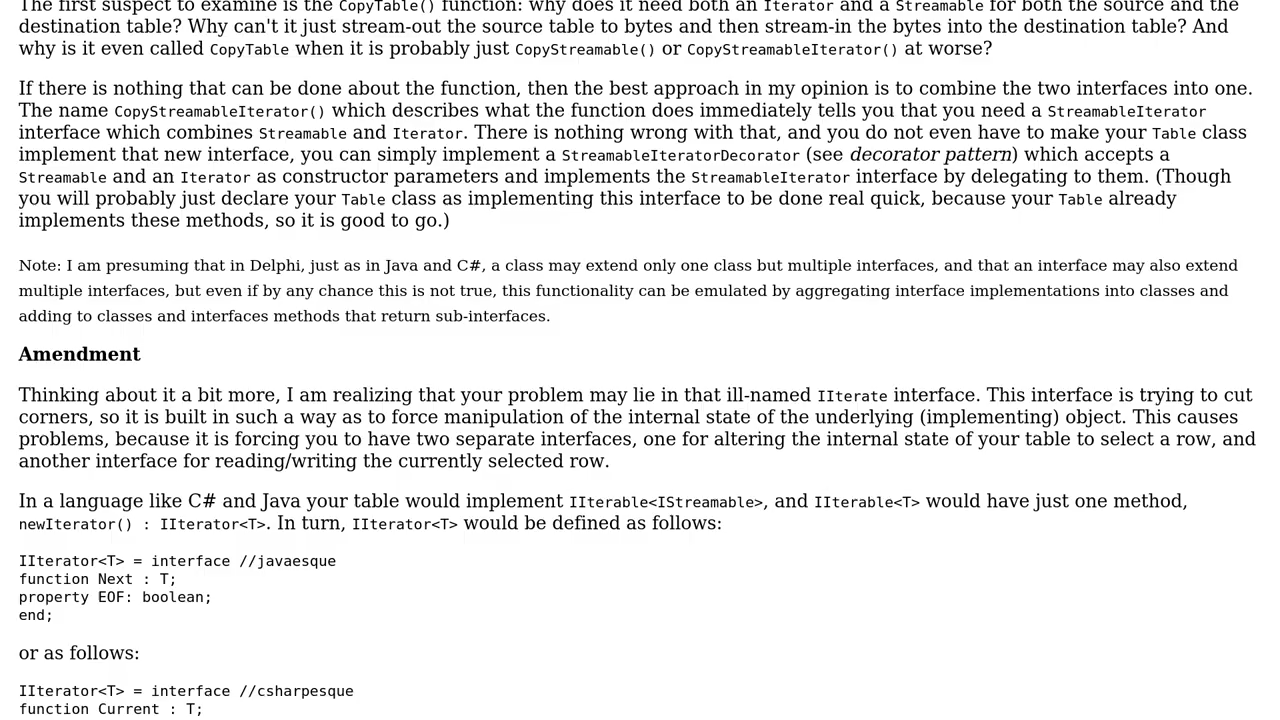 The first suspect to examine is the CopyTable() function: why does it need both an Iterator and a Streamable for both the source and the
destination table? Why can't it just stream-out the source table to bytes and then stream-in the bytes into the destination table? And
why is it even called CopyTable when it is probably just CopyStreamable() or CopyStreamableIterator() at worse?
If there is nothing that can be done about the function, then the best approach in my opinion is to combine the two interfaces into one.
The name CopyStreamableIterator() which describes what the function does immediately tells you that you need a StreamableIterator
interface which combines Streamable and Iterator. There is nothing wrong with that, and you do not even have to make your Table class
implement that new interface, you can simply implement a StreamableIteratorDecorator (see decorator pattern) which accepts a
Streamable and an Iterator as constructor parameters and implements the StreamableIterator interface by delegating to them. (Though
you will probably just declare your Table class as implementing this interface to be done real quick, because your Table already
implements these methods, so it is good to go.)
Note: I am presuming that in Delphi, just as in Java and C#, a class may extend only one class but multiple interfaces, and that an interface may also extend
multiple interfaces, but even if by any chance this is not true, this functionality can be emulated by aggregating interface implementations into classes and
adding to classes and interfaces methods that return sub-interfaces.
Amendment
Thinking about it a bit more, I am realizing that your problem may lie in that ill-named IIterate interface. This interface is trying to cut
corners, so it is built in such a way as to force manipulation of the internal state of the underlying (implementing) object. This causes
problems, because it is forcing you to have two separate interfaces, one for altering the internal state of your table to select a row, and
another interface for reading/writing the currently selected row.
In a language like C# and Java your table would implement IIterable<IStreamable>, and IIterable<T> would have just one method,
newIterator() : IIterator<T>. In turn, IIterator<T> would be defined as follows:
IIterator<T> = interface //javaesque
function Next : T;
property EOF: boolean;
end;
or as follows:
IIterator<T> = interface //csharpesque
function Current : T;